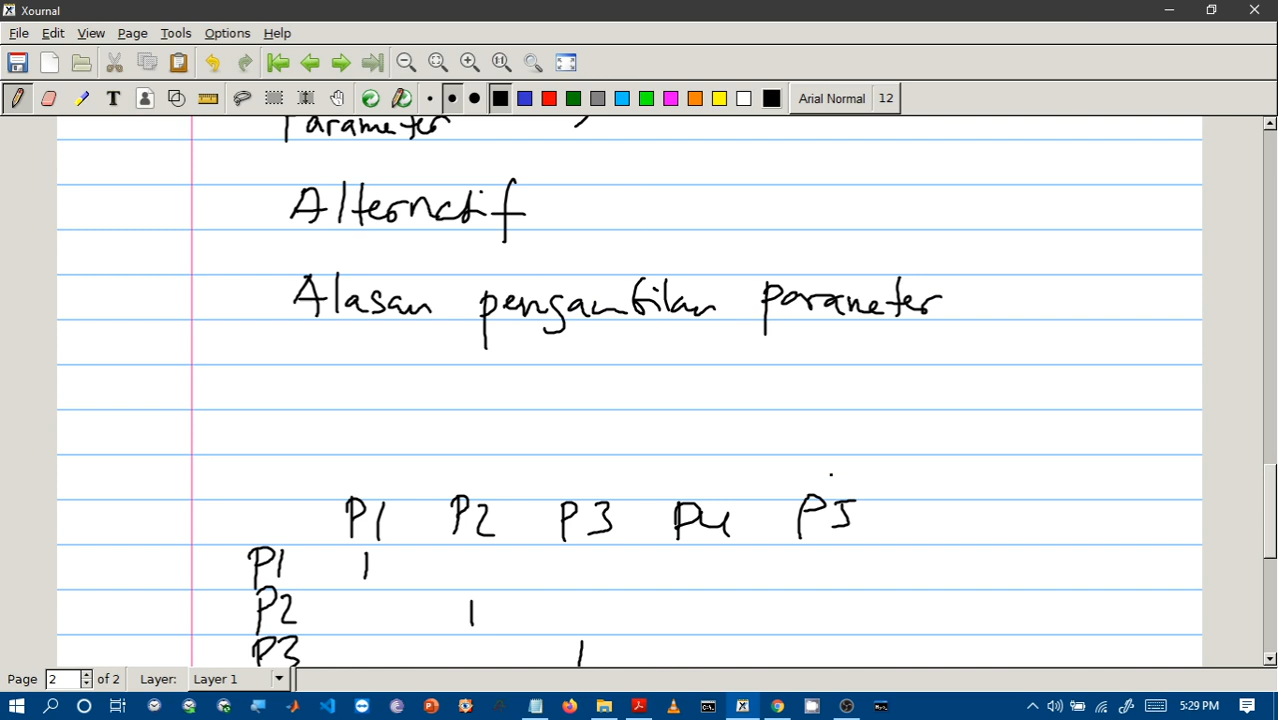 Xournal
File Edit View Page Tools Options Help
Arial Normal 12
Parameter
Alternatif
Alasan pengambilan parameter
P1 P2 P3 P4 P5
P1 1
P2 1
P3 1
Page 2 of 2 Layer: Layer 1
5:29 PM